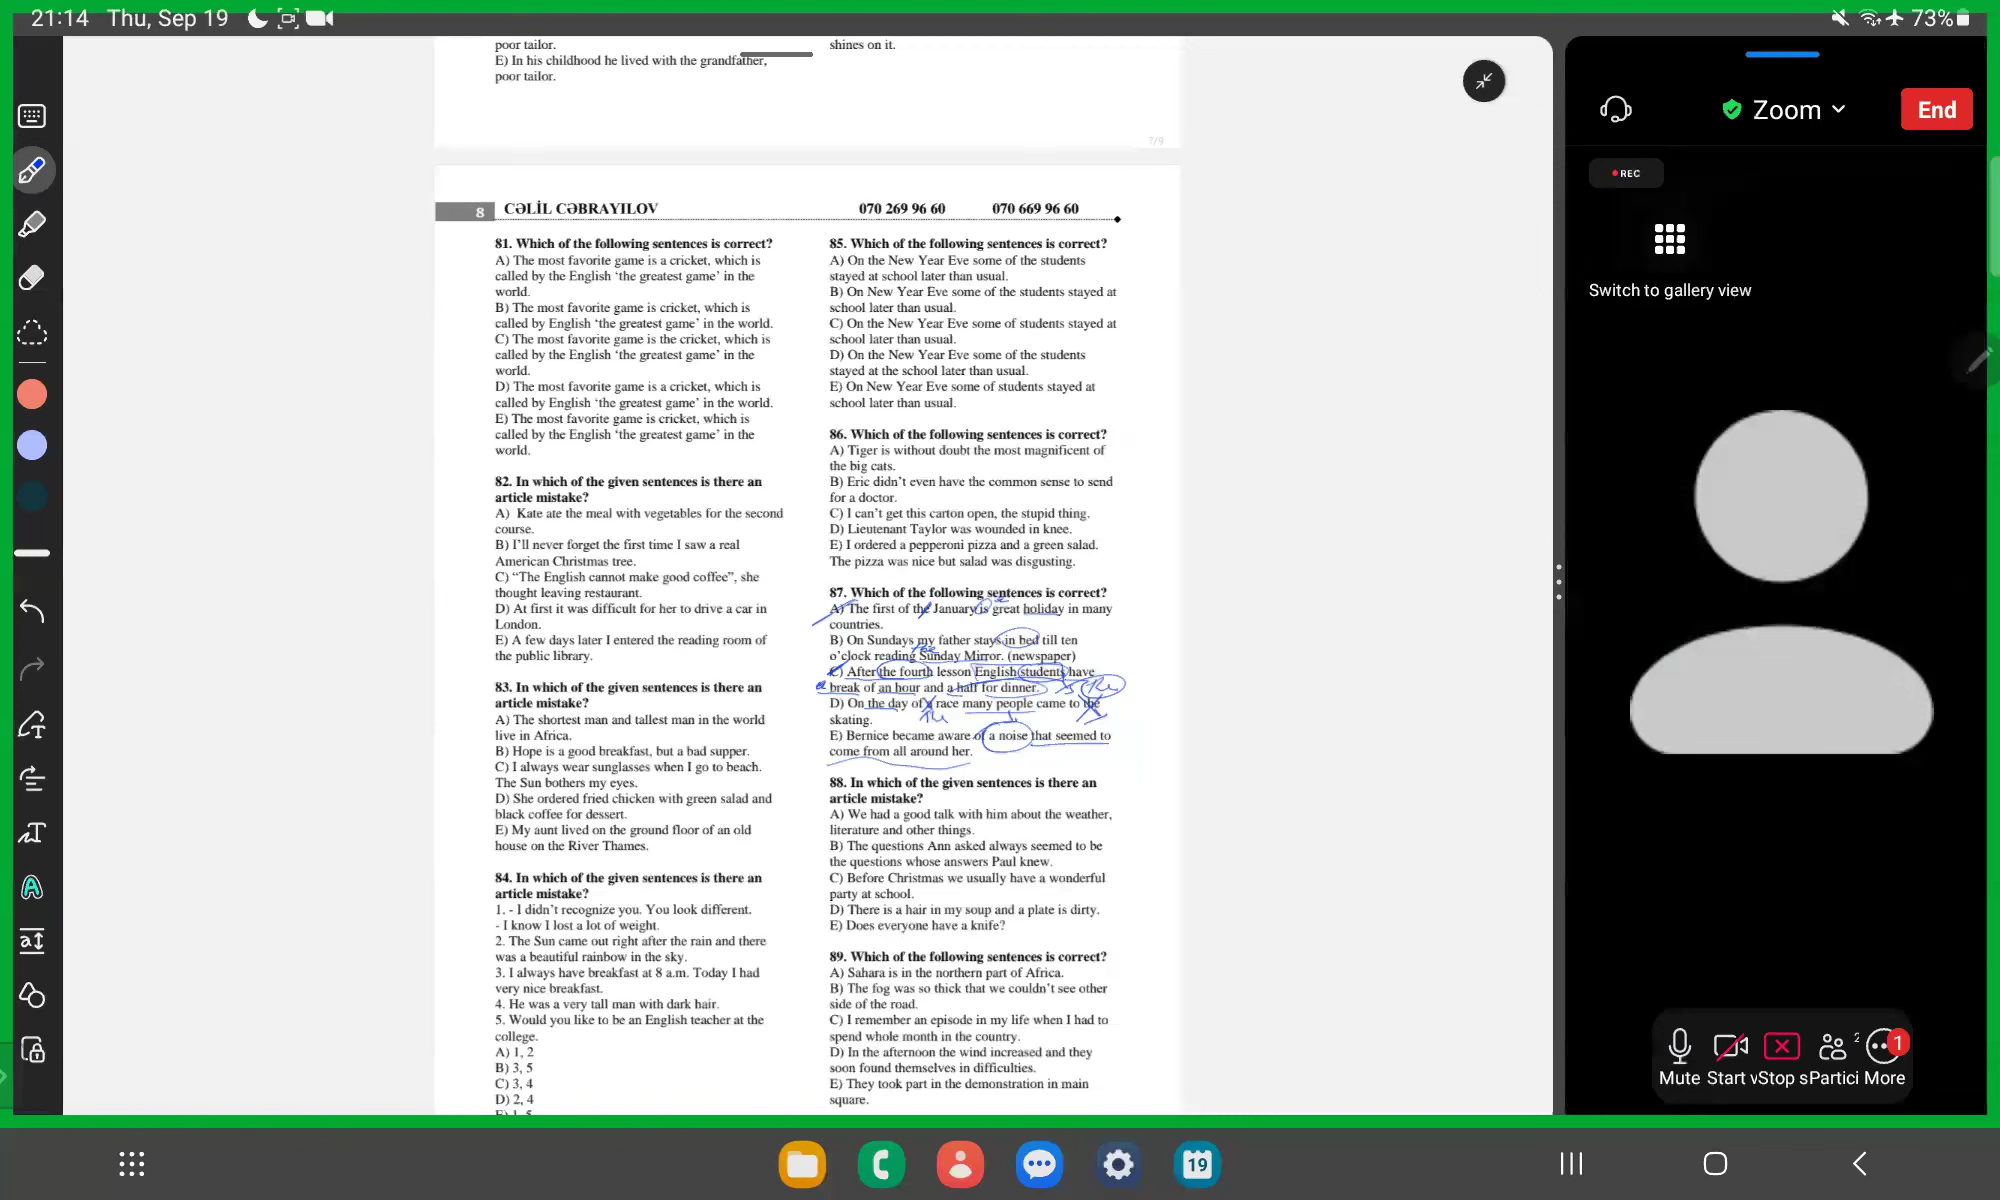 21:14 Thu, Sep 19
73%
poor tailor.
E) In his childhood he lived with the grandfather,
poor tailor.
shines on it.
7/9
8 CƏLİL CƏBRAYILOV 070 269 96 60 070 669 96 60
81. Which of the following sentences is correct?
A) The most favorite game is a cricket, which is
called by the English ‘the greatest game’ in the
world.
B) The most favorite game is cricket, which is
called by English ‘the greatest game’ in the world.
C) The most favorite game is the cricket, which is
called by the English ‘the greatest game’ in the
world.
D) The most favorite game is a cricket, which is
called by English ‘the greatest game’ in the world.
E) The most favorite game is cricket, which is
called by the English ‘the greatest game’ in the
world.
82. In which of the given sentences is there an
article mistake?
A) Kate ate the meal with vegetables for the second
course.
B) I’ll never forget the first time I saw a real
American Christmas tree.
C) “The English cannot make good coffee”, she
thought leaving restaurant.
D) At first it was difficult for her to drive a car in
London.
E) A few days later I entered the reading room of
the public library.
83. In which of the given sentences is there an
article mistake?
A) The shortest man and tallest man in the world
live in Africa.
B) Hope is a good breakfast, but a bad supper.
C) I always wear sunglasses when I go to beach.
The Sun bothers my eyes.
D) She ordered fried chicken with green salad and
black coffee for dessert.
E) My aunt lived on the ground floor of an old
house on the River Thames.
84. In which of the given sentences is there an
article mistake?
1. - I didn’t recognize you. You look different.
- I know I lost a lot of weight.
2. The Sun came out right after the rain and there
was a beautiful rainbow in the sky.
3. I always have breakfast at 8 a.m. Today I had
very nice breakfast.
4. He was a very tall man with dark hair.
5. Would you like to be an English teacher at the
college.
A) 1, 2
B) 3, 5
C) 3, 4
D) 2, 4
E) 1, 5
85. Which of the following sentences is correct?
A) On the New Year Eve some of the students
stayed at school later than usual.
B) On New Year Eve some of the students stayed at
school later than usual.
C) On the New Year Eve some of students stayed at
school later than usual.
D) On the New Year Eve some of the students
stayed at the school later than usual.
E) On New Year Eve some of students stayed at
school later than usual.
86. Which of the following sentences is correct?
A) Tiger is without doubt the most magnificent of
the big cats.
B) Eric didn’t even have the common sense to send
for a doctor.
C) I can’t get this carton open, the stupid thing.
D) Lieutenant Taylor was wounded in knee.
E) I ordered a pepperoni pizza and a green salad.
The pizza was nice but salad was disgusting.
87. Which of the following sentences is correct?
A) The first of the January is great holiday in many
countries.
B) On Sundays my father stays in bed till ten
the
o’clock reading Sunday Mirror. (newspaper)
C) After the fourth lesson English students have
a break of an hour and a half for dinner. the
D) On the day of a race many people came to the
the
skating.
E) Bernice became aware of a noise that seemed to
come from all around her.
88. In which of the given sentences is there an
article mistake?
A) We had a good talk with him about the weather,
literature and other things.
B) The questions Ann asked always seemed to be
the questions whose answers Paul knew.
C) Before Christmas we usually have a wonderful
party at school.
D) There is a hair in my soup and a plate is dirty.
E) Does everyone have a knife?
89. Which of the following sentences is correct?
A) Sahara is in the northern part of Africa.
B) The fog was so thick that we couldn’t see other
side of the road.
C) I remember an episode in my life when I had to
spend whole month in the country.
D) In the afternoon the wind increased and they
soon found themselves in difficulties.
E) They took part in the demonstration in main
square.
Zoom
End
REC
Switch to gallery view
2
1
Mute Start v Stop s Partici More
19